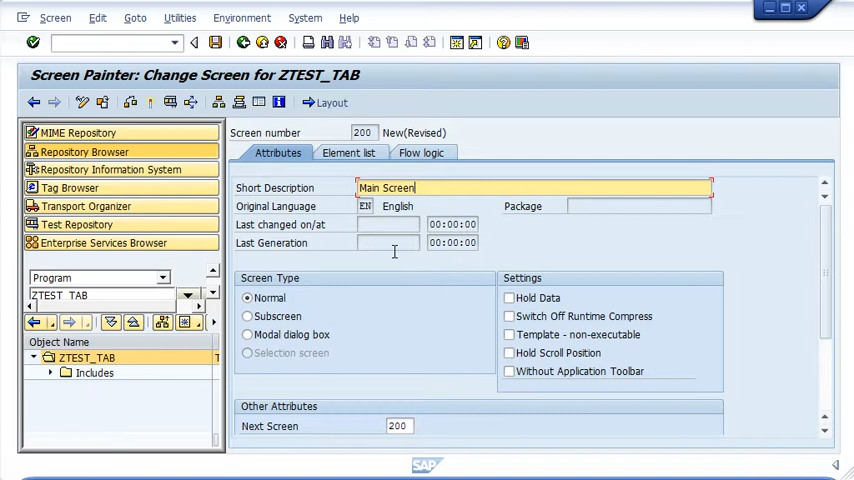 Screen Edit Goto Utilities Environment System Help
Screen Painter: Change Screen for ZTEST_TAB
Layout
MIME Repository
Repository Browser
Repository Information System
Tag Browser
Transport Organizer
Test Repository
Enterprise Services Browser
Program
ZTEST_TAB
Object Name
ZTEST_TAB T
Includes
Screen number 200 New(Revised)
Attributes Element list Flow logic
Short Description Main Screen
Original Language EN English Package
Last changed on/at 00:00:00
Last Generation 00:00:00
Screen Type
Normal
Subscreen
Modal dialog box
Selection screen
Settings
Hold Data
Switch Off Runtime Compress
Template - non-executable
Hold Scroll Position
Without Application Toolbar
Other Attributes
Next Screen 200
SAP